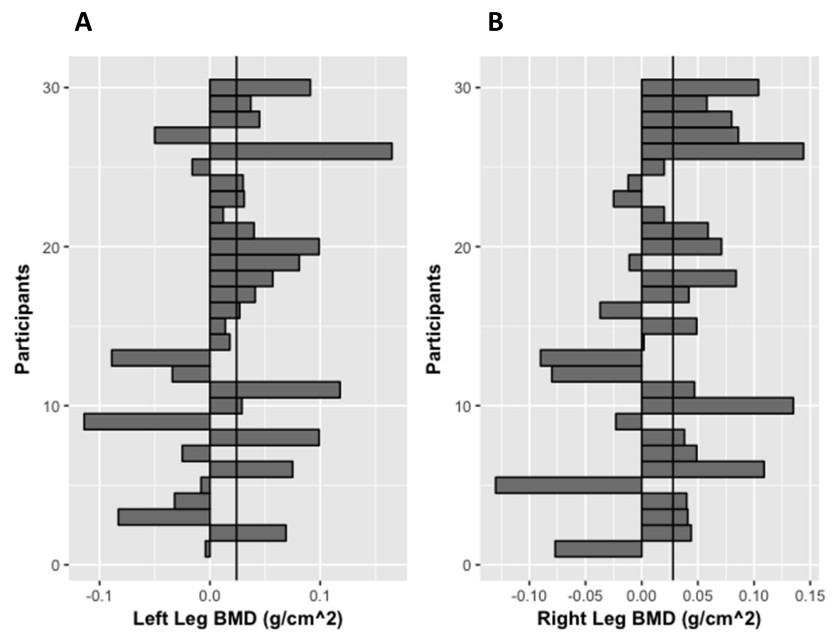 A
B
30
20
10
0
Participants
-0.1
0.0
0.1
Left Leg BMD (g/cm^2)
30
20
10
0
Participants
-0.10
-0.05
0.00
0.05
0.10
0.15
Right Leg BMD (g/cm^2)